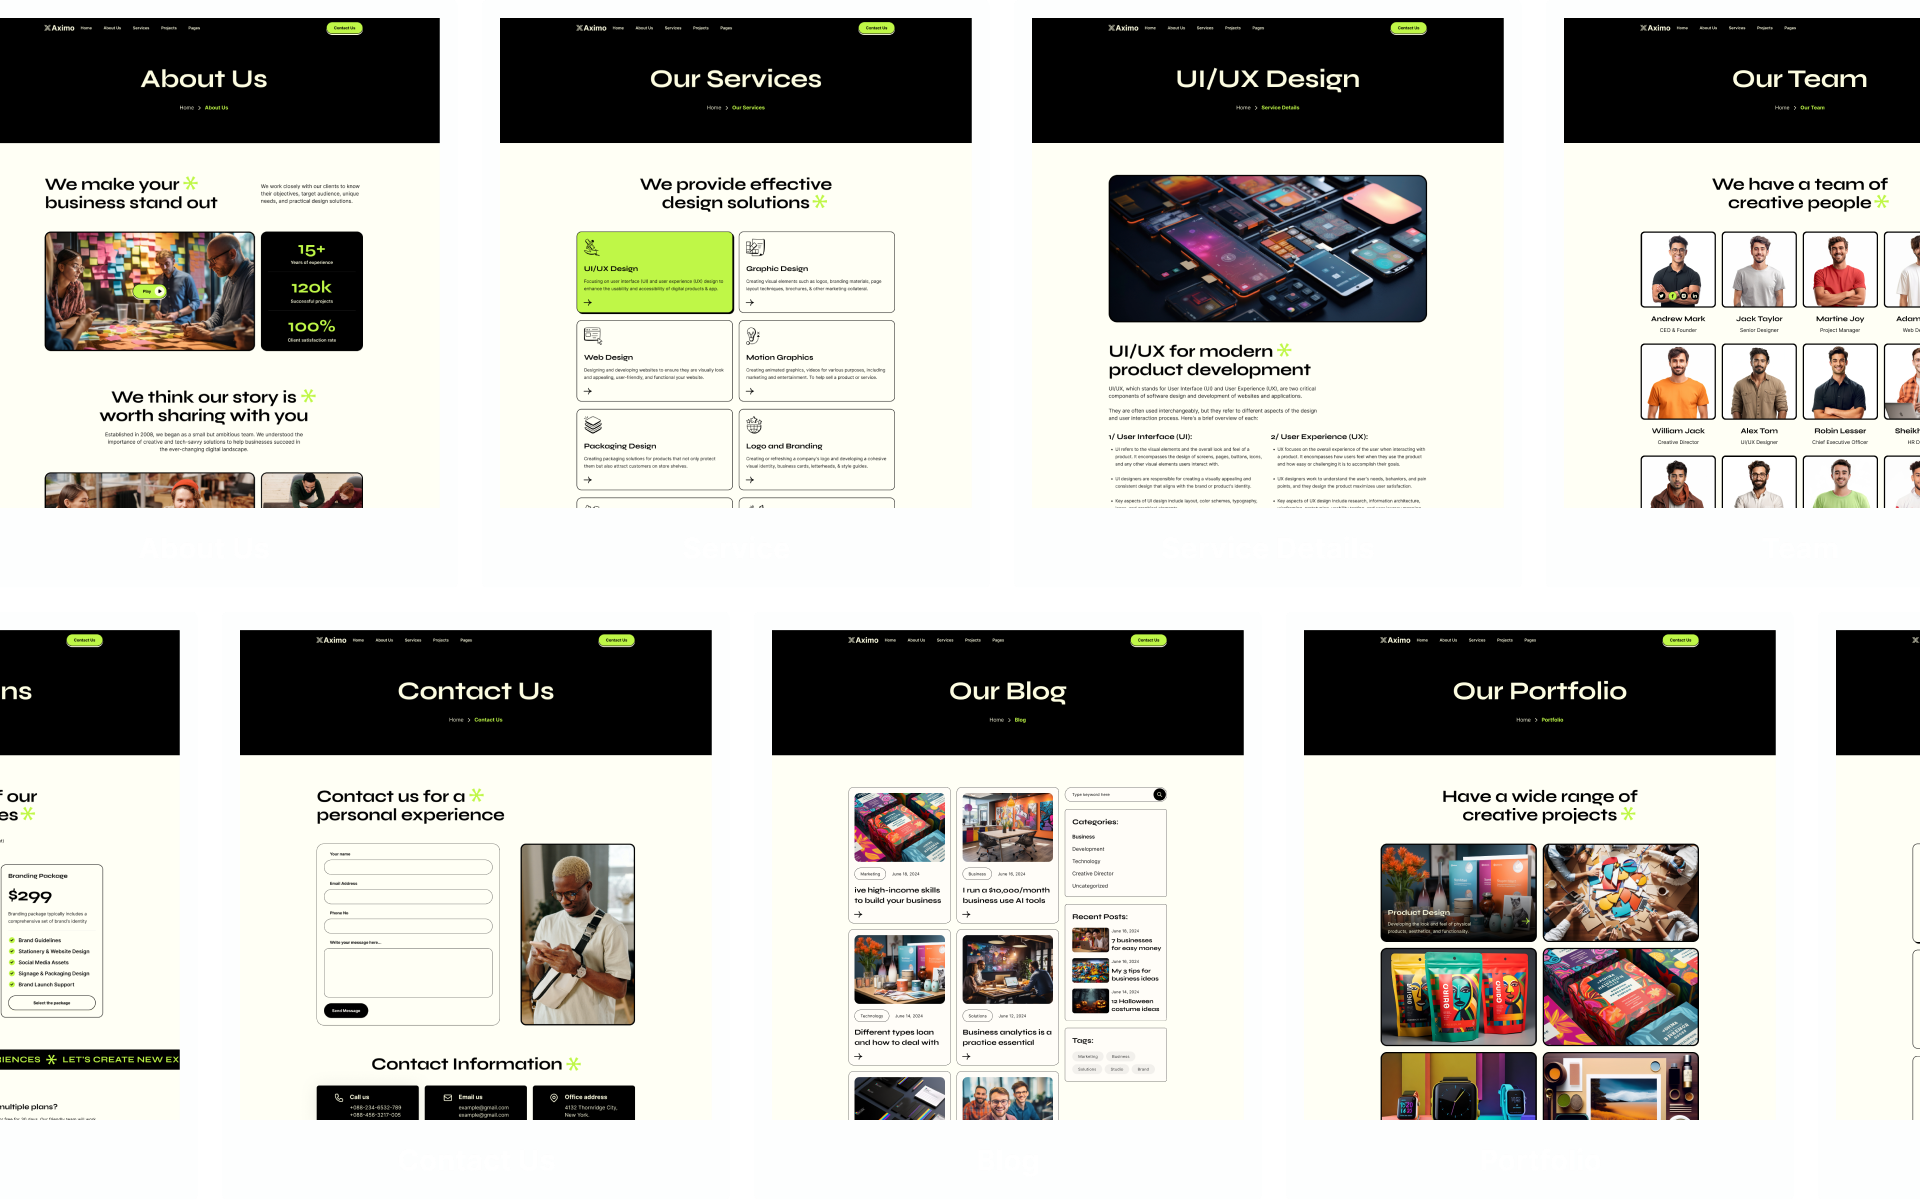 Aximo Home About Us Services Projects Pages Contact Us
About Us
Home > About Us
We make your
business stand out
We work closely with our clients to know
their objectives, target audience, unique
needs, and practical design solutions.
Play
15+
Years of experience
120k
Successful projects
100%
Client satisfaction rate
We think our story is
worth sharing with you
Established in 2008, we began as a small but ambitious team. We understood the
importance of creative and tech-savvy solutions to help businesses succeed in
the ever-changing digital landscape.
Aximo Home About Us Services Projects Pages Contact Us
Our Services
Home > Our Services
We provide effective
design solutions
UI/UX Design
Focusing on user interface (UI) and user experience (UX) design to
enhance the usability and accessibility of digital products & app.
Graphic Design
Creating visual elements such as logos, branding materials, page
layout techniques, brochures, & other marketing collateral.
Web Design
Designing and developing websites to ensure they are visually look
and appealing, user-friendly, and functional your website.
Motion Graphics
Creating animated graphics, videos for various purposes, including
marketing and entertainment. To help sell a product or service.
Packaging Design
Creating packaging solutions for products that not only protect
them but also attract customers on store shelves.
Logo and Branding
Creating or refreshing a company's logo and developing a cohesive
visual identity, business cards, letterheads, & style guides.
Aximo Home About Us Services Projects Pages Contact Us
UI/UX Design
Home > Service Details
UI/UX for modern
product development
UI/UX, which stands for User Interface (UI) and User Experience (UX), are two critical
components of software design and development of websites and applications.
They are often used interchangeably, but they refer to different aspects of the design
and user interaction process. Here's a brief overview of each:
1/ User Interface (UI):
• UI refers to the visual elements and the overall look and feel of a
product. It encompasses the design of screens, pages, buttons, icons,
and any other visual elements users interact with.
• UI designers are responsible for creating a visually appealing and
consistent design that aligns with the brand or product's identity.
• Key aspects of UI design include layout, color schemes, typography,
2/ User Experience (UX):
• UX focuses on the overall experience of the user when interacting with
a product. It encompasses how users feel when they use the product
and how easy or challenging it is to accomplish their goals.
• UX designers work to understand the user's needs, behaviors, and pain
points, and they design the product maximizes user satisfaction.
• Key aspects of UX design include research, information architecture,
Aximo Home About Us Services Projects Pages
Our Team
Home > Our Team
We have a team of
creative people
Andrew Mark
CEO & Founder
Jack Taylor
Senior Designer
Martine Joy
Project Manager
Adam
Web De
William Jack
Creative Director
Alex Tom
UI/UX Designer
Robin Lesser
Chief Executive Officer
Sheikh
HR D
Contact Us
ns
f our
es
Branding Package
$299
Branding package typically includes a
comprehensive set of brand's identity
Brand Guidelines
Stationery & Website Design
Social Media Assets
Signage & Packaging Design
Brand Launch Support
Select the package
RIENCES LET'S CREATE NEW EX
nultiple plans?
Aximo Home About Us Services Projects Pages Contact Us
Contact Us
Home > Contact Us
Contact us for a
personal experience
Your name
Email Address
Phone No
Write your message here...
Send Message
Contact Information
Call us
+088-234-6532-789
+088-456-3217-005
Email us
example@gmail.com
example@gmail.com
Office address
4132 Thornridge City,
New York.
Aximo Home About Us Services Projects Pages Contact Us
Our Blog
Home > Blog
Marketing June 18, 2024
ive high-income skills
to build your business
Business June 16, 2024
I run a $10,000/month
business use AI tools
Technology June 14, 2024
Different types loan
and how to deal with
Solutions June 12, 2024
Business analytics is a
practice essential
Type keyword here
Categories:
Business
Development
Technology
Creative Director
Uncategorized
Recent Posts:
June 18, 2024
7 businesses
for easy money
June 16, 2024
My 3 tips for
business ideas
June 14, 2024
12 Halloween
costume ideas
Tags:
Marketing Business
Solutions Studio Brand
Aximo Home About Us Services Projects Pages Contact Us
Our Portfolio
Home > Portfolio
Have a wide range of
creative projects
Product Design
Developing the look and feel of physical
products, aesthetics, and functionality.